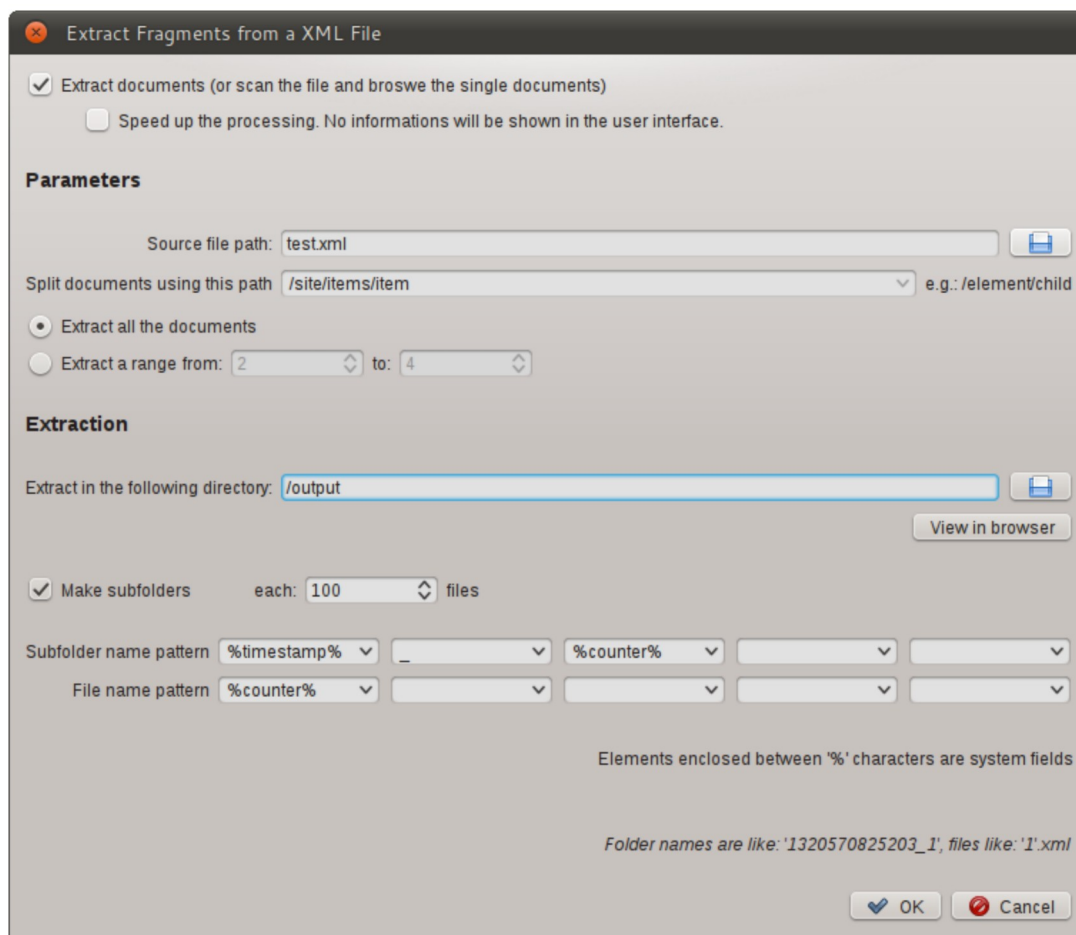 Extract Fragments from a XML File
Extract documents (or scan the file and broswe the single documents)
Speed up the processing. No informations will be shown in the user interface.
Parameters
Source file path: test.xml
Split documents using this path /site/items/item e.g.: /element/child
Extract all the documents
Extract a range from: 2 to: 4
Extraction
Extract in the following directory: /output
View in browser
Make subfolders each: 100 files
Subfolder name pattern %timestamp% _ %counter%
File name pattern %counter%
Elements enclosed between '%' characters are system fields
Folder names are like: '1320570825203_1', files like: '1'.xml
OK Cancel